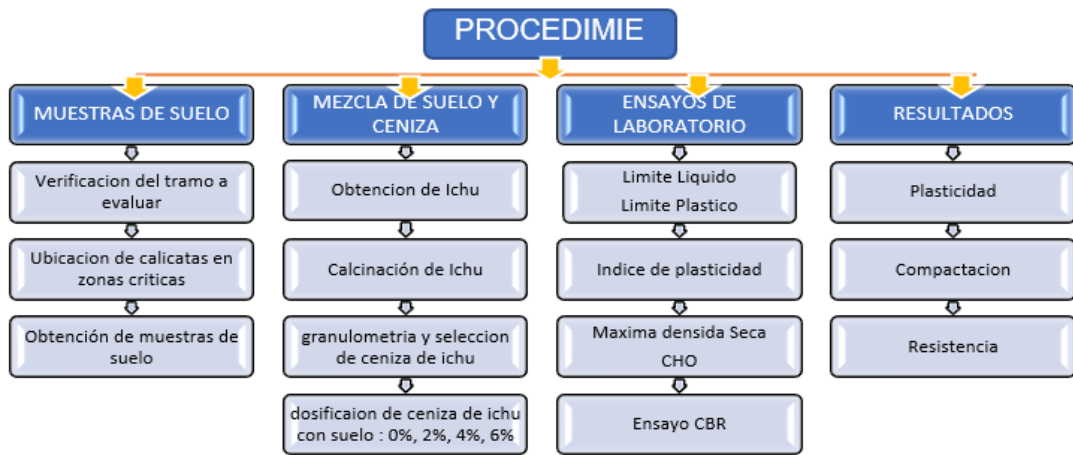 PROCEDIMIE
MUESTRAS DE SUELO
Verificacion del tramo a
evaluar
Ubicacion de calicatas en
zonas criticas
Obtención de muestras de
suelo
MEZCLA DE SUELO Y
CENIZA
Obtencion de Ichu
Calcinación de Ichu
granulometria y seleccion
de ceniza de ichu
dosificaion de ceniza de ichu
con suelo : 0%, 2%, 4%, 6%
ENSAYOS DE
LABORATORIO
Limite Liquido
Limite Plastico
Indice de plasticidad
Maxima densida Seca
CHO
Ensayo CBR
RESULTADOS
Plasticidad
Compactacion
Resistencia